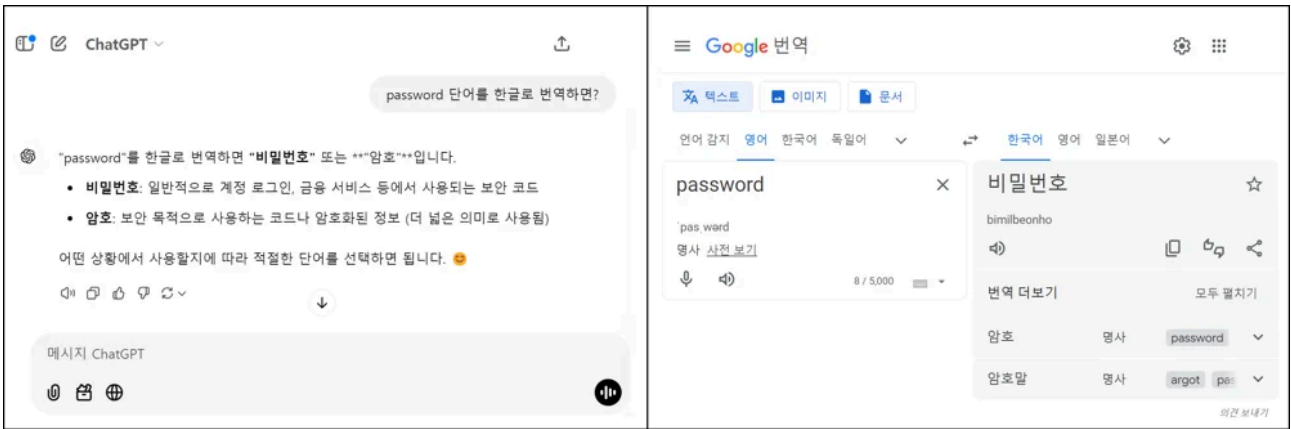 ChatGPT
password 단어를 한글로 번역하면?
"password"를 한글로 번역하면 "비밀번호" 또는 **"암호"**입니다.
• 비밀번호: 일반적으로 계정 로그인, 금융 서비스 등에서 사용되는 보안 코드
• 암호: 보안 목적으로 사용하는 코드나 암호화된 정보 (더 넓은 의미로 사용됨)
어떤 상황에서 사용할지에 따라 적절한 단어를 선택하면 됩니다. 😊
메시지 ChatGPT
Google 번역
텍스트 이미지 문서
언어 감지 영어 한국어 독일어
한국어 영어 일본어
password
ˈpasˌwərd
명사 사전 보기
8 / 5,000
비밀번호
bimilbeonho
번역 더보기 모두 펼치기
암호 명사 password
암호말 명사 argot pas
의견 보내기